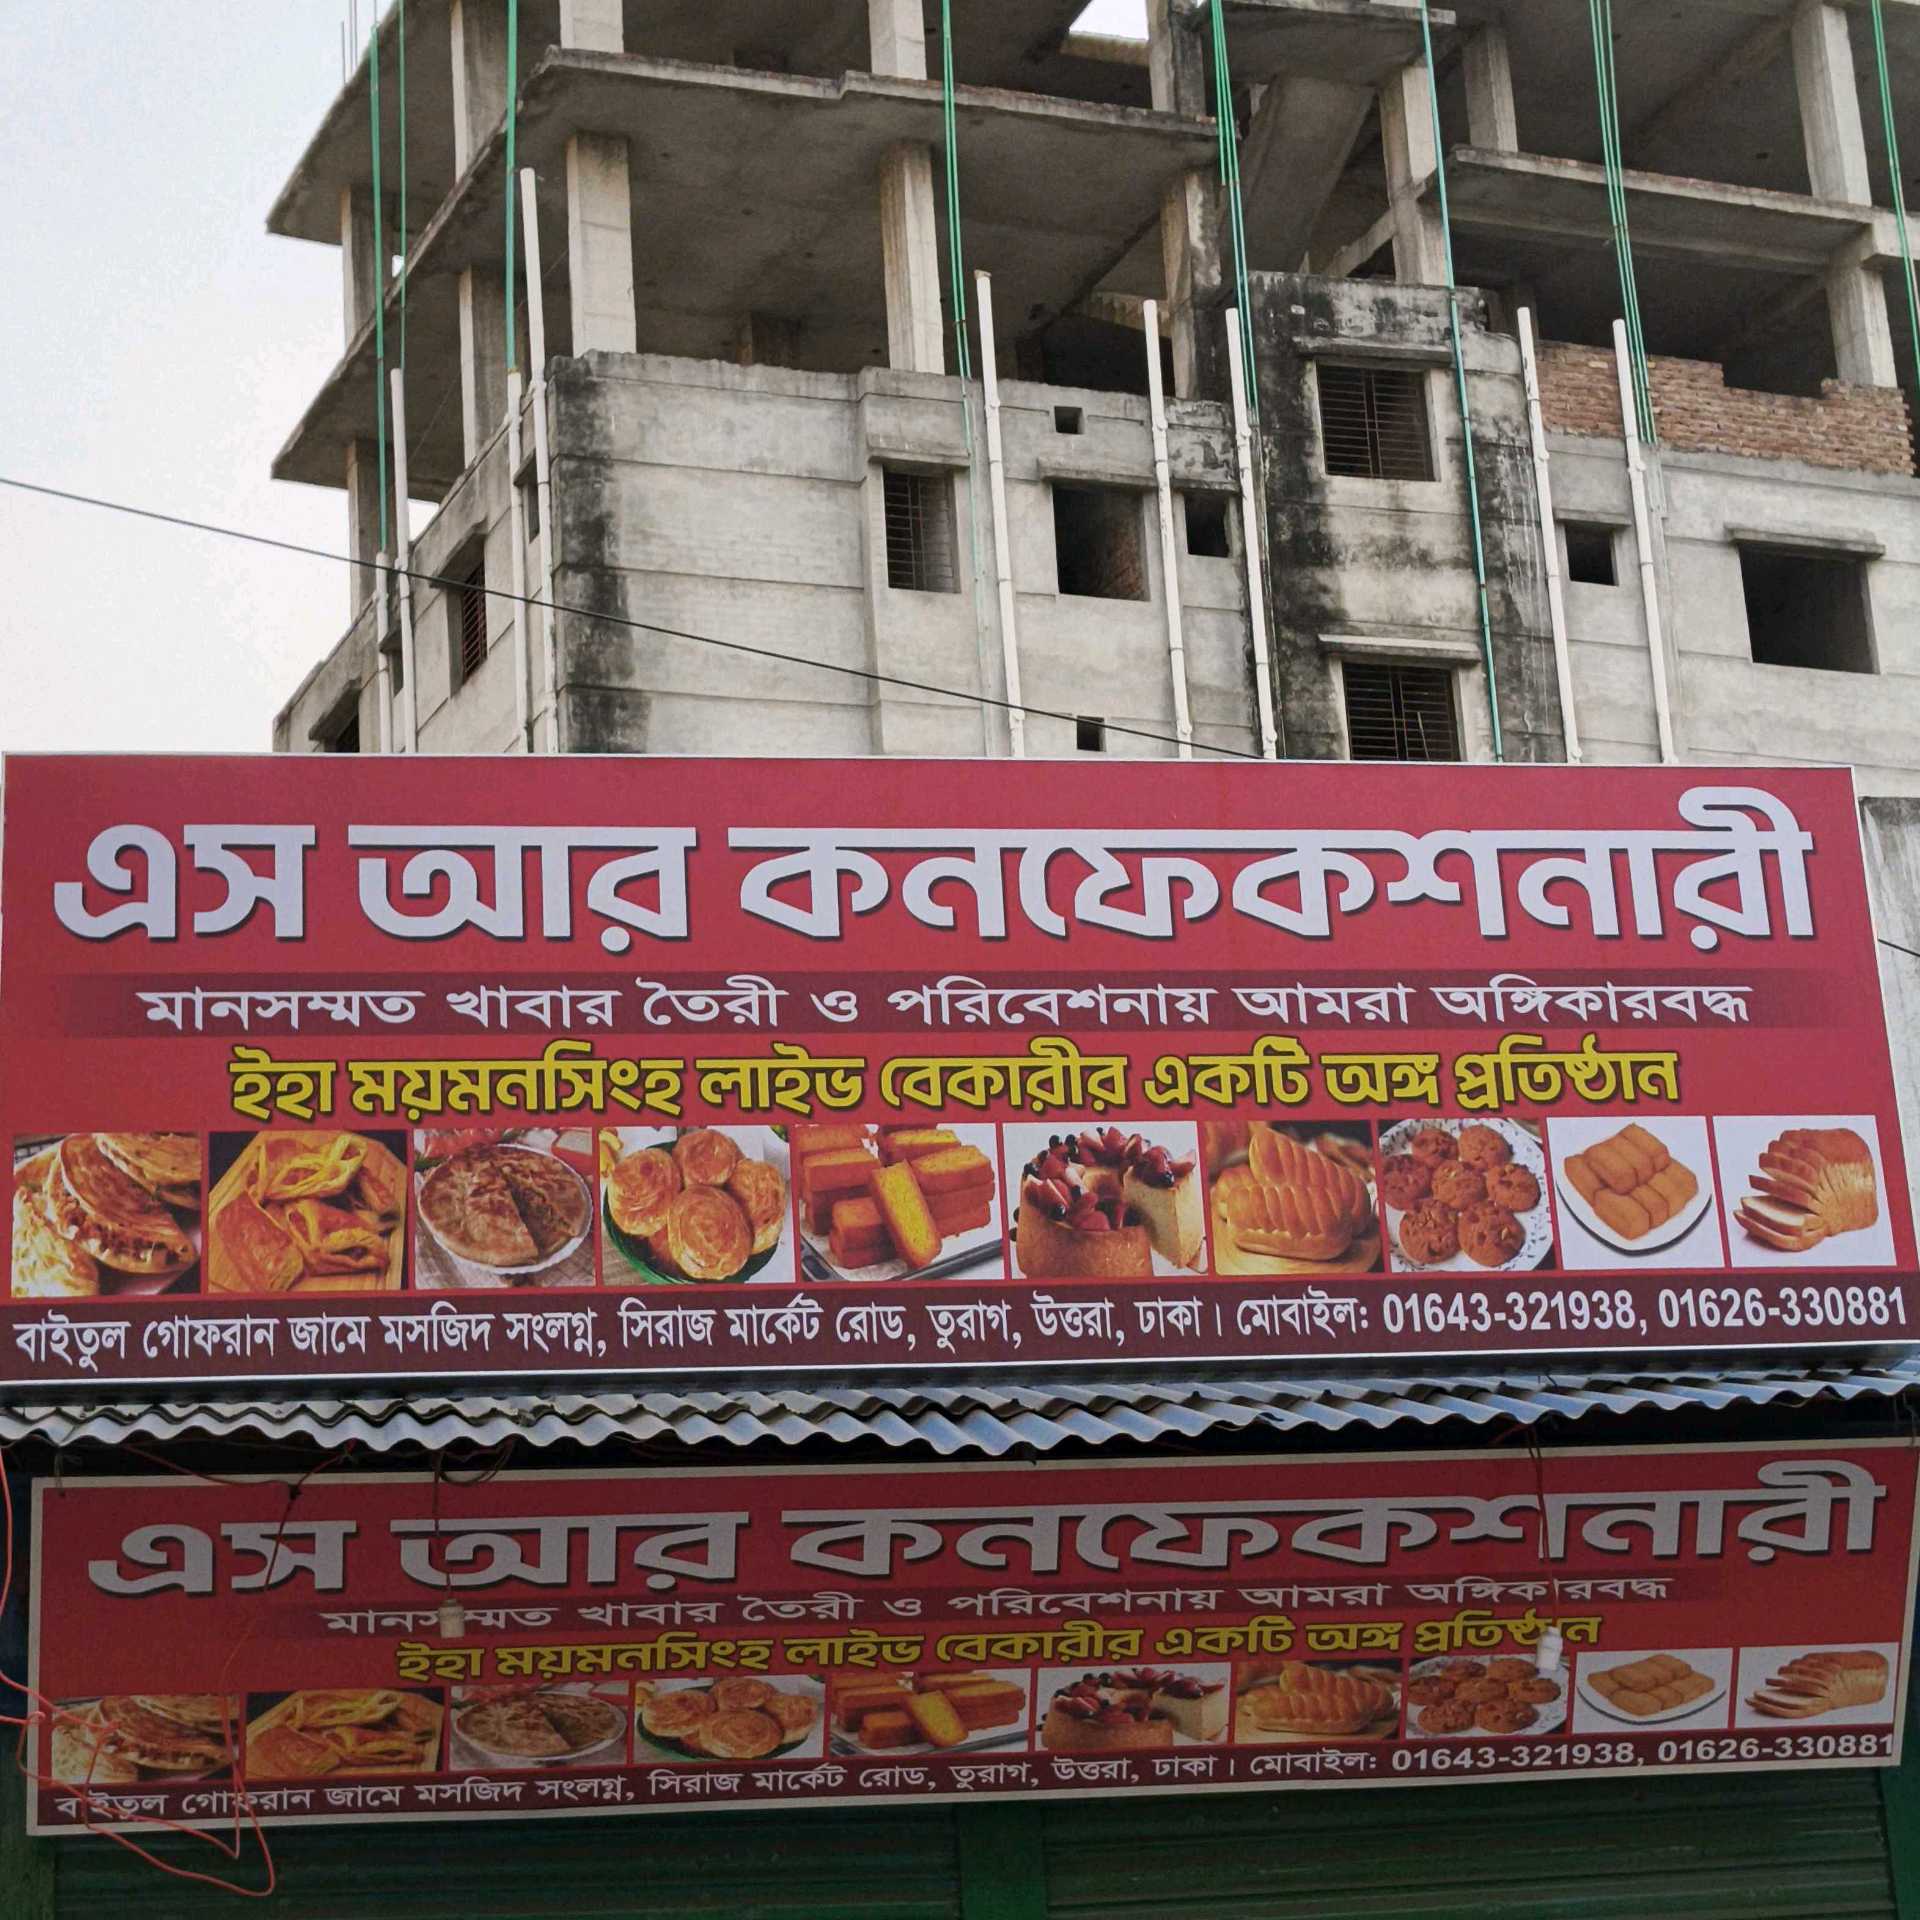 এস আর কনফেকশনারী
মানসম্মত খাবার তৈরী ও পরিবেশনায় আমরা অঙ্গিকারবদ্ধ
ইহা ময়মনসিংহ লাইভ বেকারীর একটি অঙ্গ প্রতিষ্ঠান
বাইতুল গোফরান জামে মসজিদ সংলগ্ন, সিরাজ মার্কেট রোড, তুরাগ, উত্তরা, ঢাকা। মোবাইল: 01643-321938, 01626-330881
এস আর কনফেকশনারী
মানসম্মত খাবার তৈরী ও পরিবেশনায় আমরা অঙ্গিকারবদ্ধ
ইহা ময়মনসিংহ লাইভ বেকারীর একটি অঙ্গ প্রতিষ্ঠান
বাইতুল গোফরান জামে মসজিদ সংলগ্ন, সিরাজ মার্কেট রোড, তুরাগ, উত্তরা, ঢাকা। মোবাইল: 01643-321938, 01626-330881